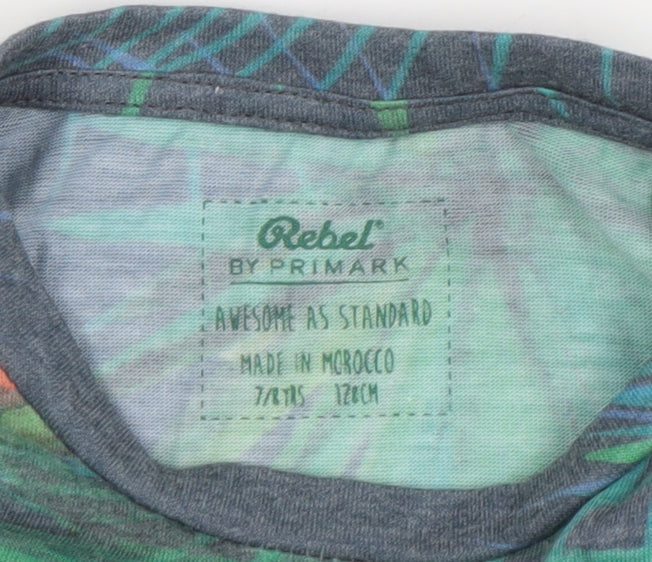 Rebel®
BY PRIMARK
AWESOME AS STANDARD
MADE IN MOROCCO
7/8YRS 128CM